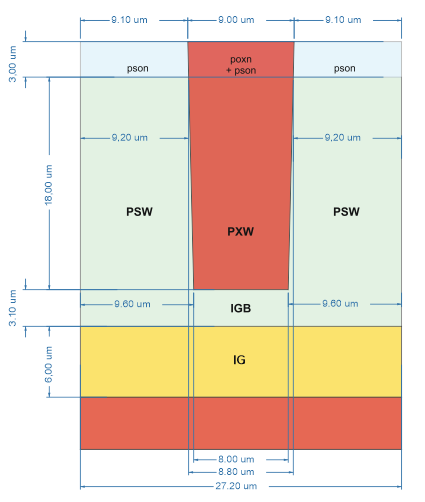 9.10 um
9.00 um
9.10 um
3,00 um
pson
poxn
+ pson
pson
9,20 um
9,20 um
18,00 um
PSW
PXW
PSW
3.10 um
9.60 um
IGB
9,60 um
IG
6,00 um
8.00 um
8.80 um
27.20 um